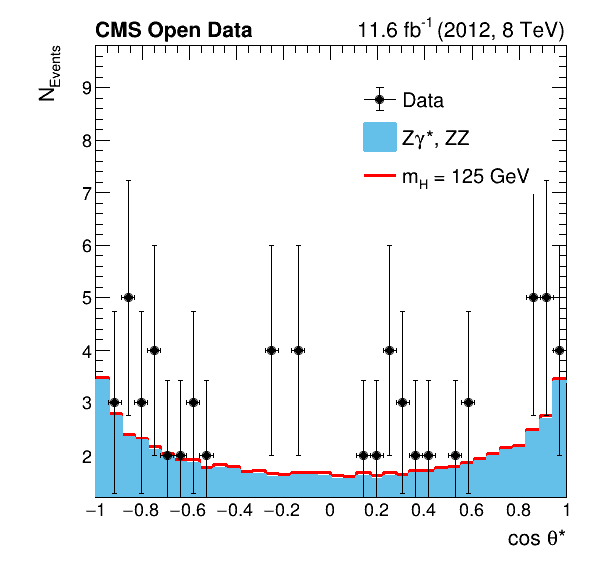 CMS Open Data 11.6 fb⁻¹ (2012, 8 TeV)
N_Events
9
8
7
6
5
4
3
2
Data
Zγ*, ZZ
m_H = 125 GeV
−1 −0.8 −0.6 −0.4 −0.2 0 0.2 0.4 0.6 0.8 1
cos θ*